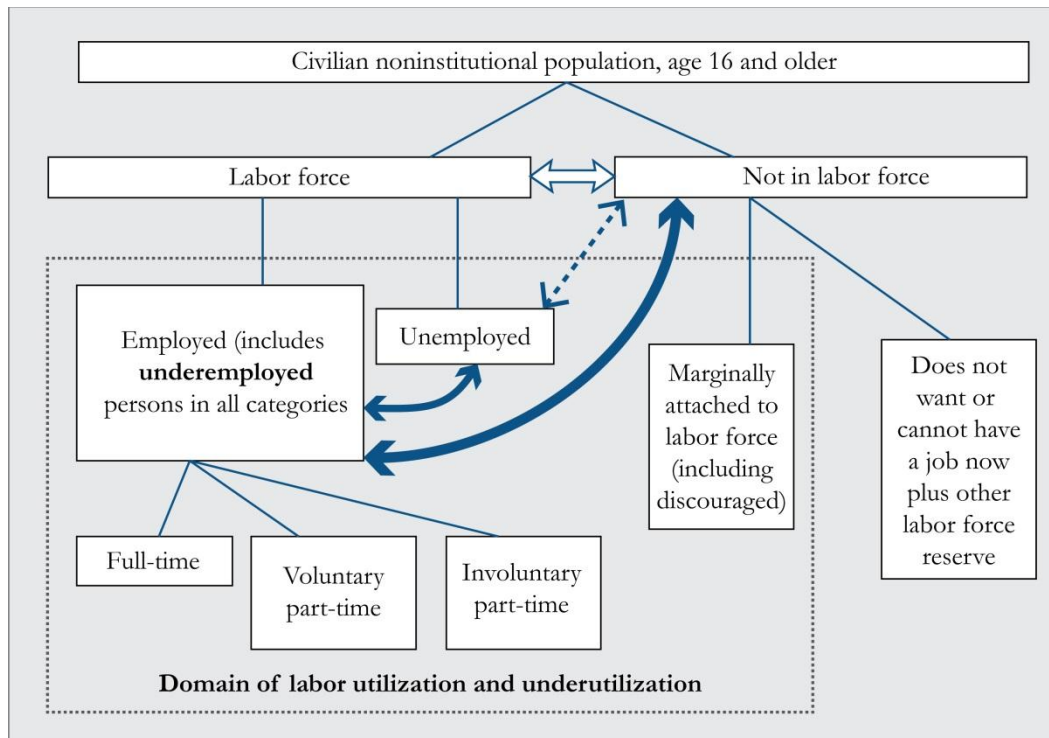 Civilian noninstitutional population, age 16 and older
Labor force
Not in labor force
Employed (includes
underemployed
persons in all categories
Unemployed
Marginally
attached to
labor force
(including
discouraged)
Does not
want or
cannot have
a job now
plus other
labor force
reserve
Full-time
Voluntary
part-time
Involuntary
part-time
Domain of labor utilization and underutilization